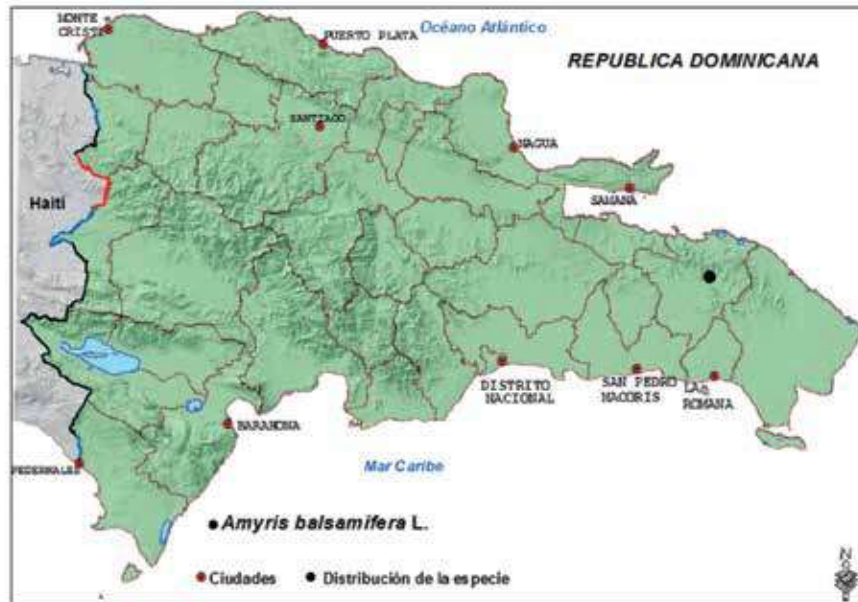 MONTE
CRISTI
PUERTO PLATA
Océano Atlántico
REPUBLICA DOMINICANA
SANTIAGO
NAGUA
SAMANA
Haiti
DISTRITO
NACIONAL
SAN PEDRO
MACORIS
LA
ROMANA
BARAHONA
PEDERNALES
Mar Caribe
Amyris balsamifera L.
Ciudades
Distribución de la especie